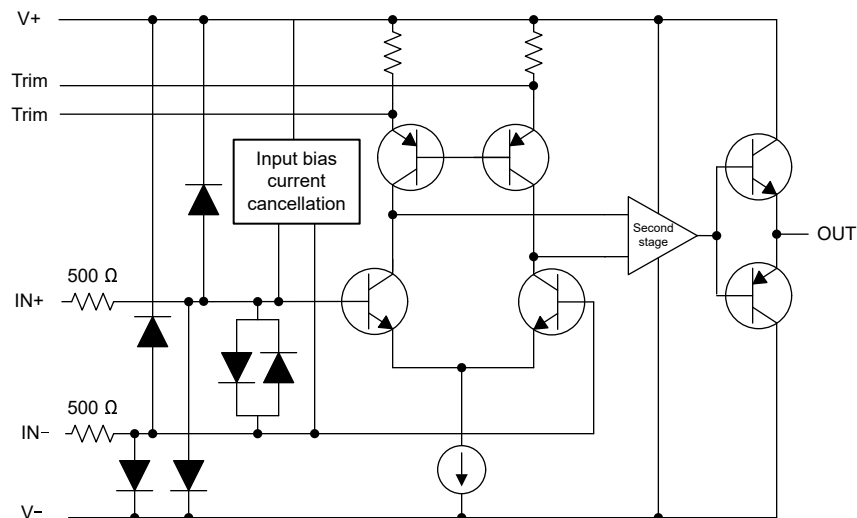 V+
Trim
Trim
Input bias
current
cancellation
Second
stage
OUT
500 Ω
IN+
500 Ω
IN−
V−